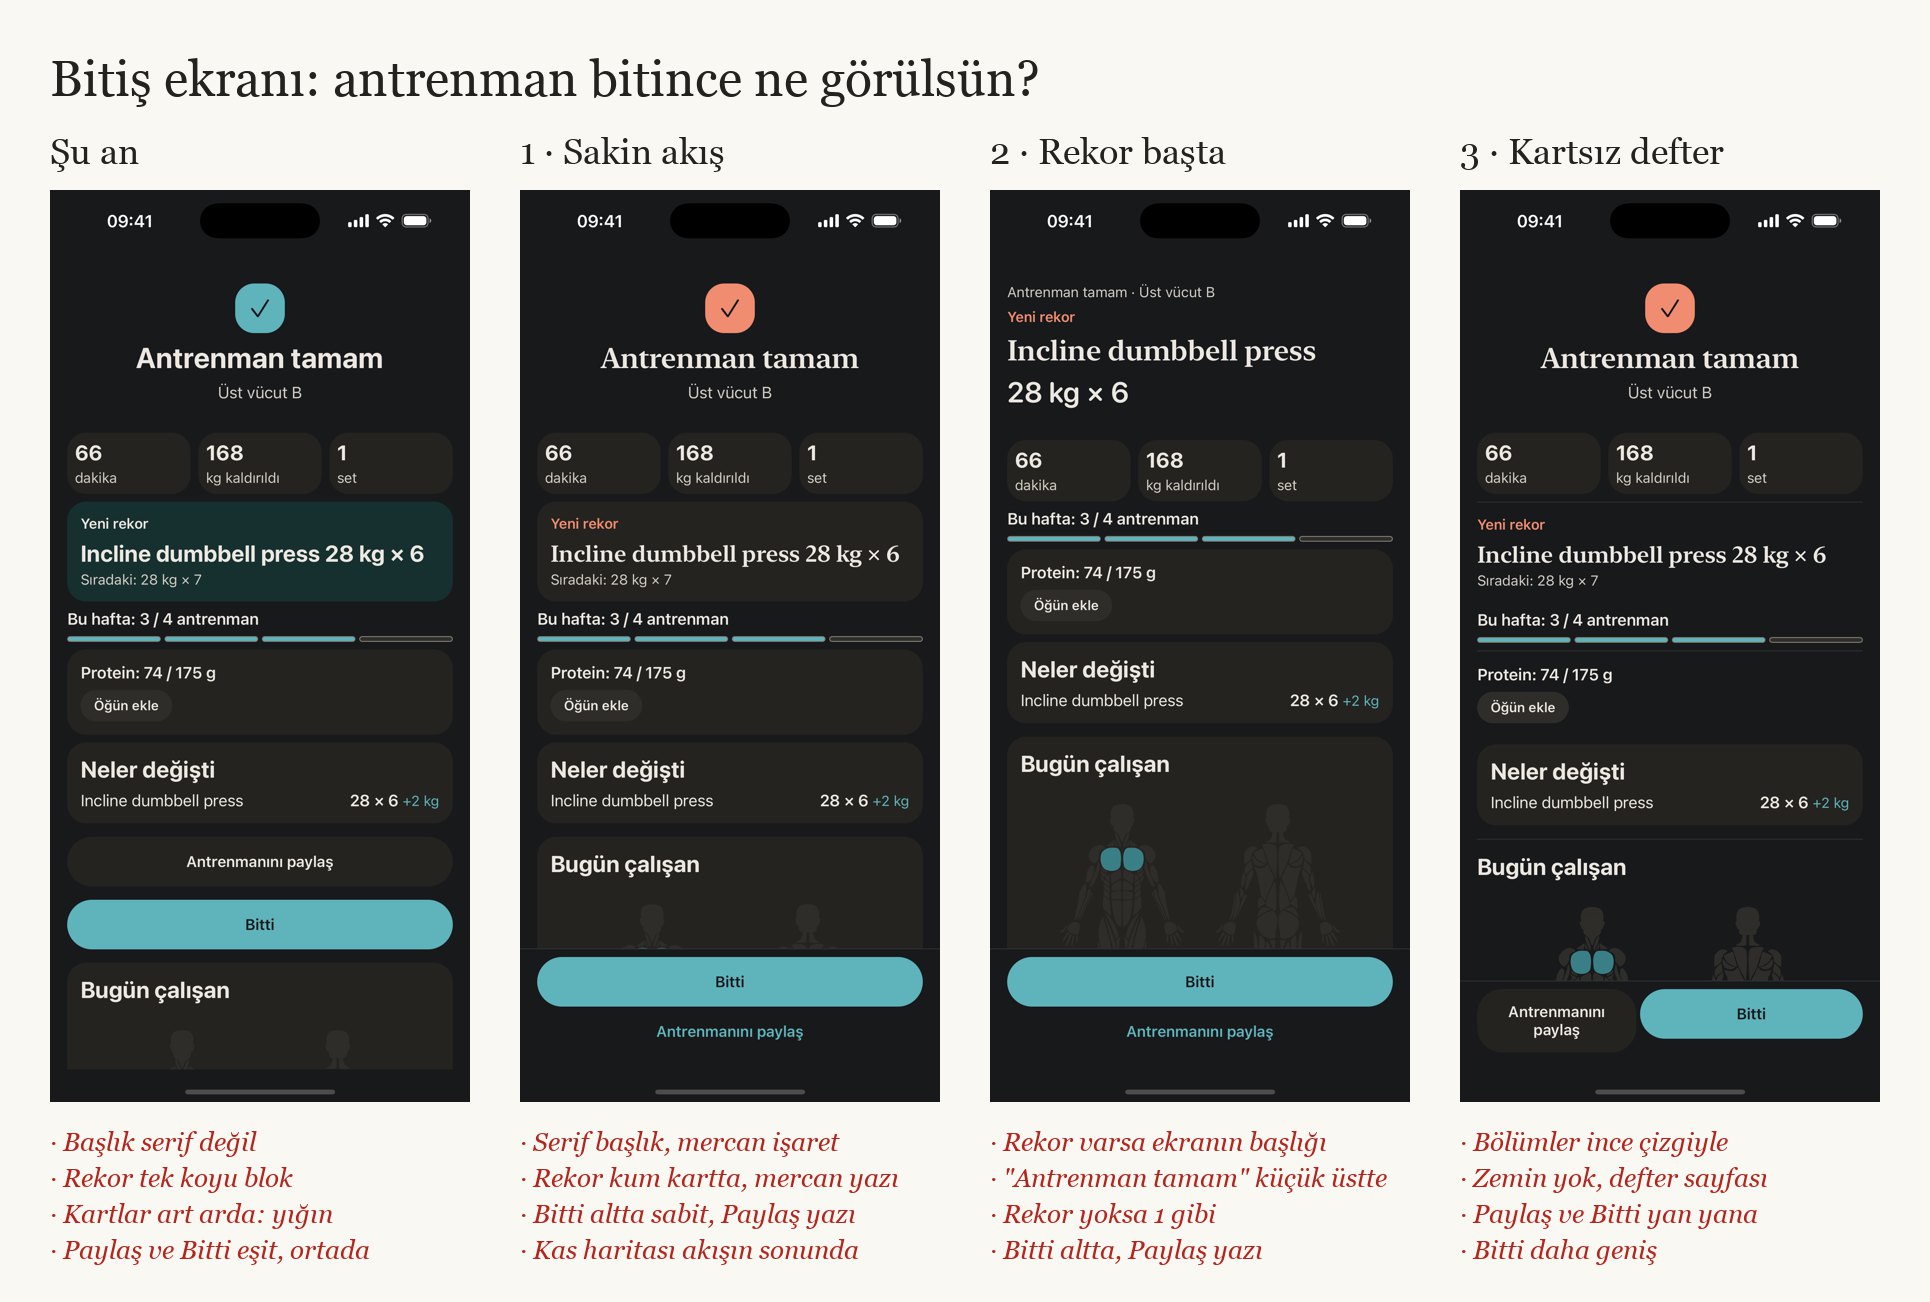 Bitiş ekranı: antrenman bitince ne görülsün?
Şu an
09:41
Antrenman tamam
Üst vücut B
66
dakika
168
kg kaldırıldı
1
set
Yeni rekor
Incline dumbbell press 28 kg × 6
Sıradaki: 28 kg × 7
Bu hafta: 3 / 4 antrenman
Protein: 74 / 175 g
Öğün ekle
Neler değişti
Incline dumbbell press 28 × 6 +2 kg
Antrenmanını paylaş
Bitti
Bugün çalışan
· Başlık serif değil
· Rekor tek koyu blok
· Kartlar art arda: yığın
· Paylaş ve Bitti eşit, ortada
1 · Sakin akış
09:41
Antrenman tamam
Üst vücut B
66
dakika
168
kg kaldırıldı
1
set
Yeni rekor
Incline dumbbell press 28 kg × 6
Sıradaki: 28 kg × 7
Bu hafta: 3 / 4 antrenman
Protein: 74 / 175 g
Öğün ekle
Neler değişti
Incline dumbbell press 28 × 6 +2 kg
Bugün çalışan
Bitti
Antrenmanını paylaş
· Serif başlık, mercan işaret
· Rekor kum kartta, mercan yazı
· Bitti altta sabit, Paylaş yazı
· Kas haritası akışın sonunda
2 · Rekor başta
09:41
Antrenman tamam · Üst vücut B
Yeni rekor
Incline dumbbell press
28 kg × 6
66
dakika
168
kg kaldırıldı
1
set
Bu hafta: 3 / 4 antrenman
Protein: 74 / 175 g
Öğün ekle
Neler değişti
Incline dumbbell press 28 × 6 +2 kg
Bugün çalışan
Bitti
Antrenmanını paylaş
· Rekor varsa ekranın başlığı
· "Antrenman tamam" küçük üstte
· Rekor yoksa 1 gibi
· Bitti altta, Paylaş yazı
3 · Kartsız defter
09:41
Antrenman tamam
Üst vücut B
66
dakika
168
kg kaldırıldı
1
set
Yeni rekor
Incline dumbbell press 28 kg × 6
Sıradaki: 28 kg × 7
Bu hafta: 3 / 4 antrenman
Protein: 74 / 175 g
Öğün ekle
Neler değişti
Incline dumbbell press 28 × 6 +2 kg
Bugün çalışan
Antrenmanını
paylaş
Bitti
· Bölümler ince çizgiyle
· Zemin yok, defter sayfası
· Paylaş ve Bitti yan yana
· Bitti daha geniş